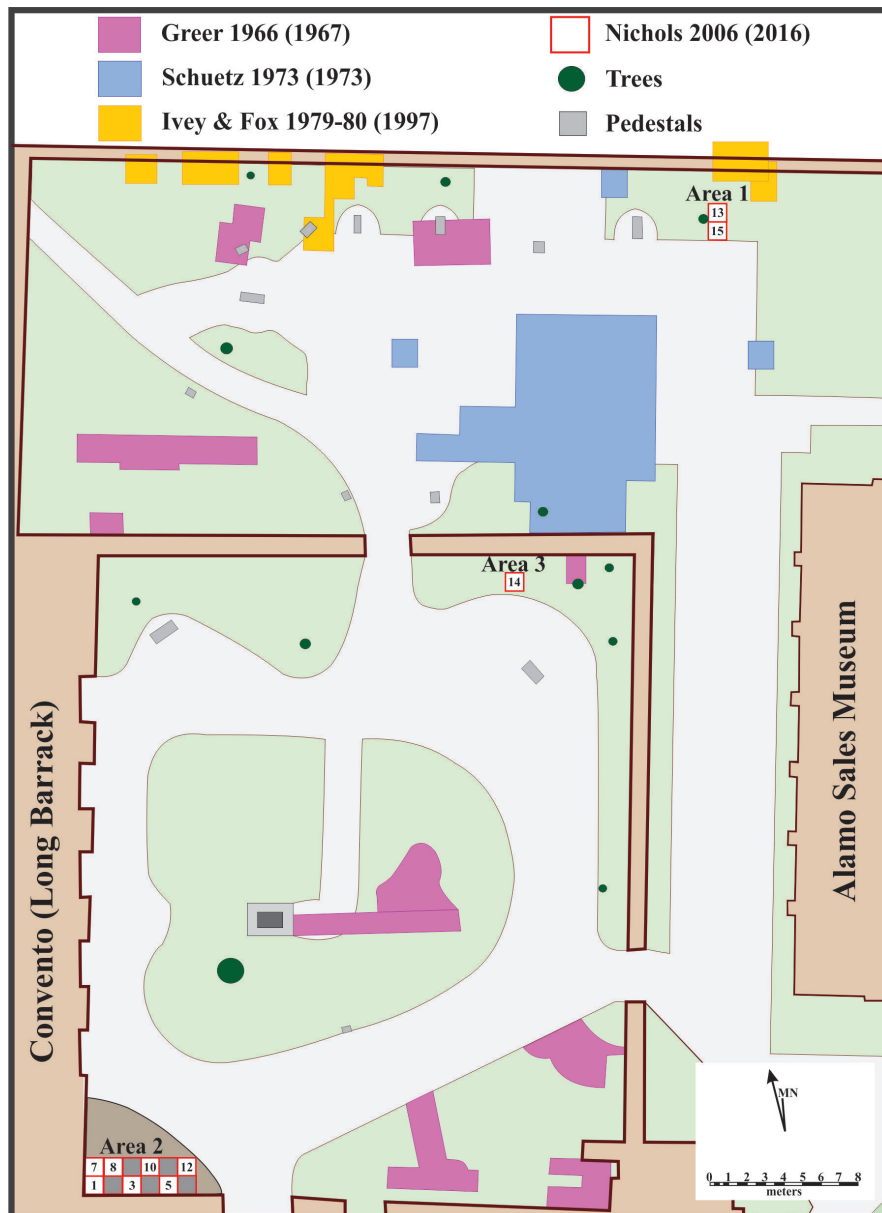 Greer 1966 (1967)
Nichols 2006 (2016)
Schuetz 1973 (1973)
Trees
Ivey & Fox 1979-80 (1997)
Pedestals
Area 1
13
15
Area 3
14
Convento (Long Barrack)
Alamo Sales Museum
Area 2
7 8 10 12
1 3 5
MN
0 1 2 3 4 5 6 7 8
meters